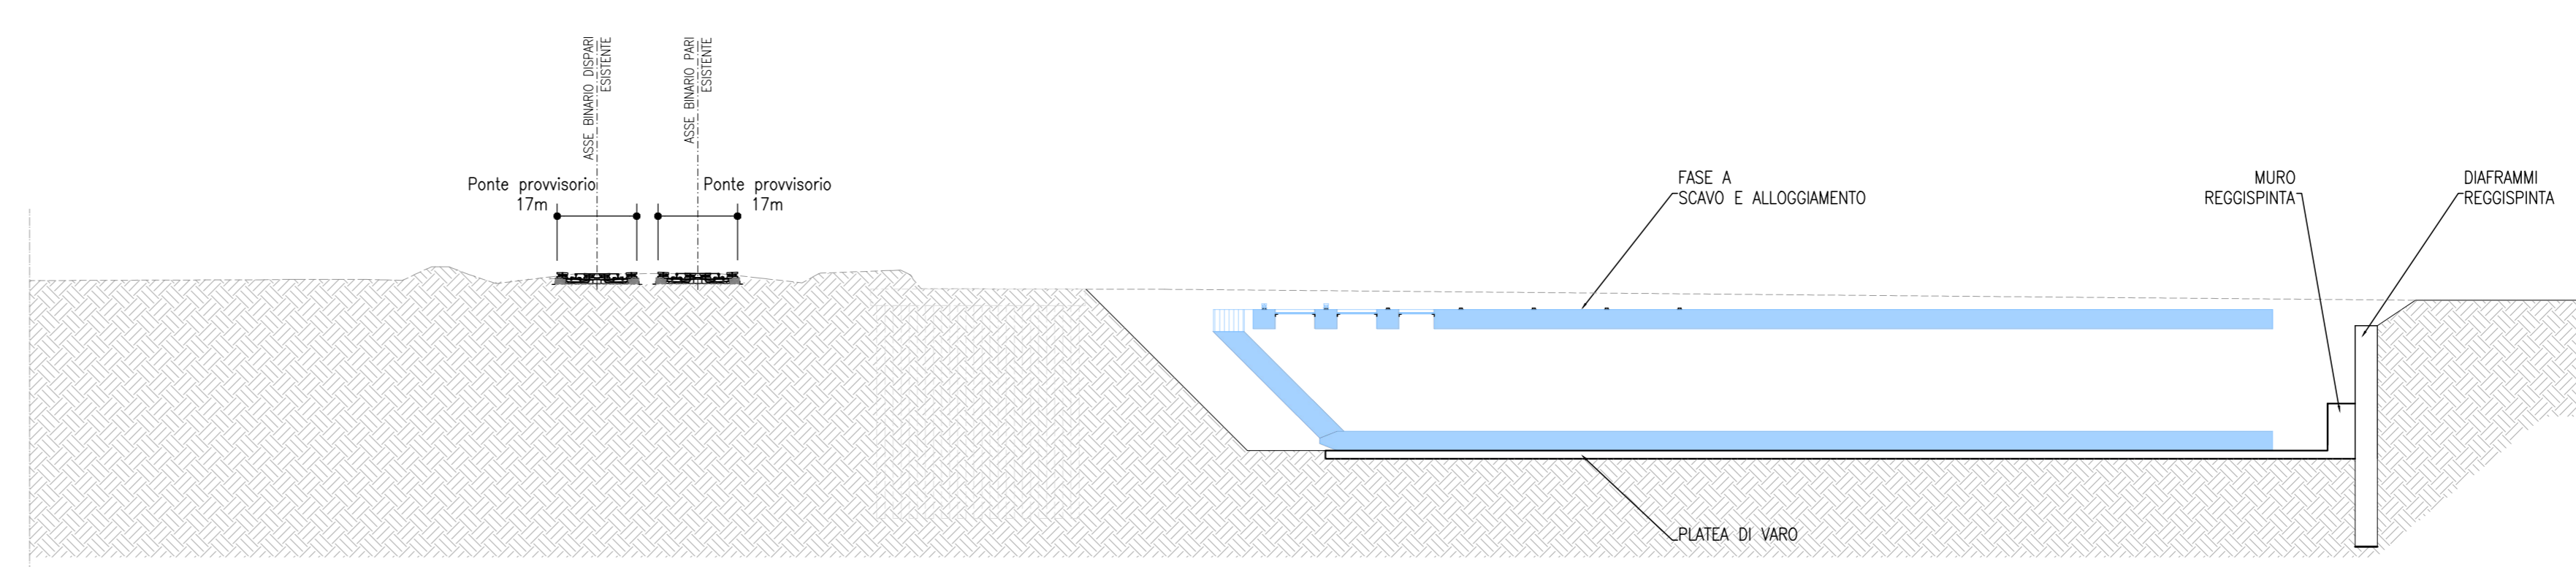 ASSE BINARIO DISPARI
ESISTENTE
ASSE BINARIO PARI
ESISTENTE
Ponte provvisorio
17m
Ponte provvisorio
17m
FASE A
SCAVO E ALLOGGIAMENTO
MURO
REGGISPINTA
DIAFRAMMI
REGGISPINTA
PLATEA DI VARO